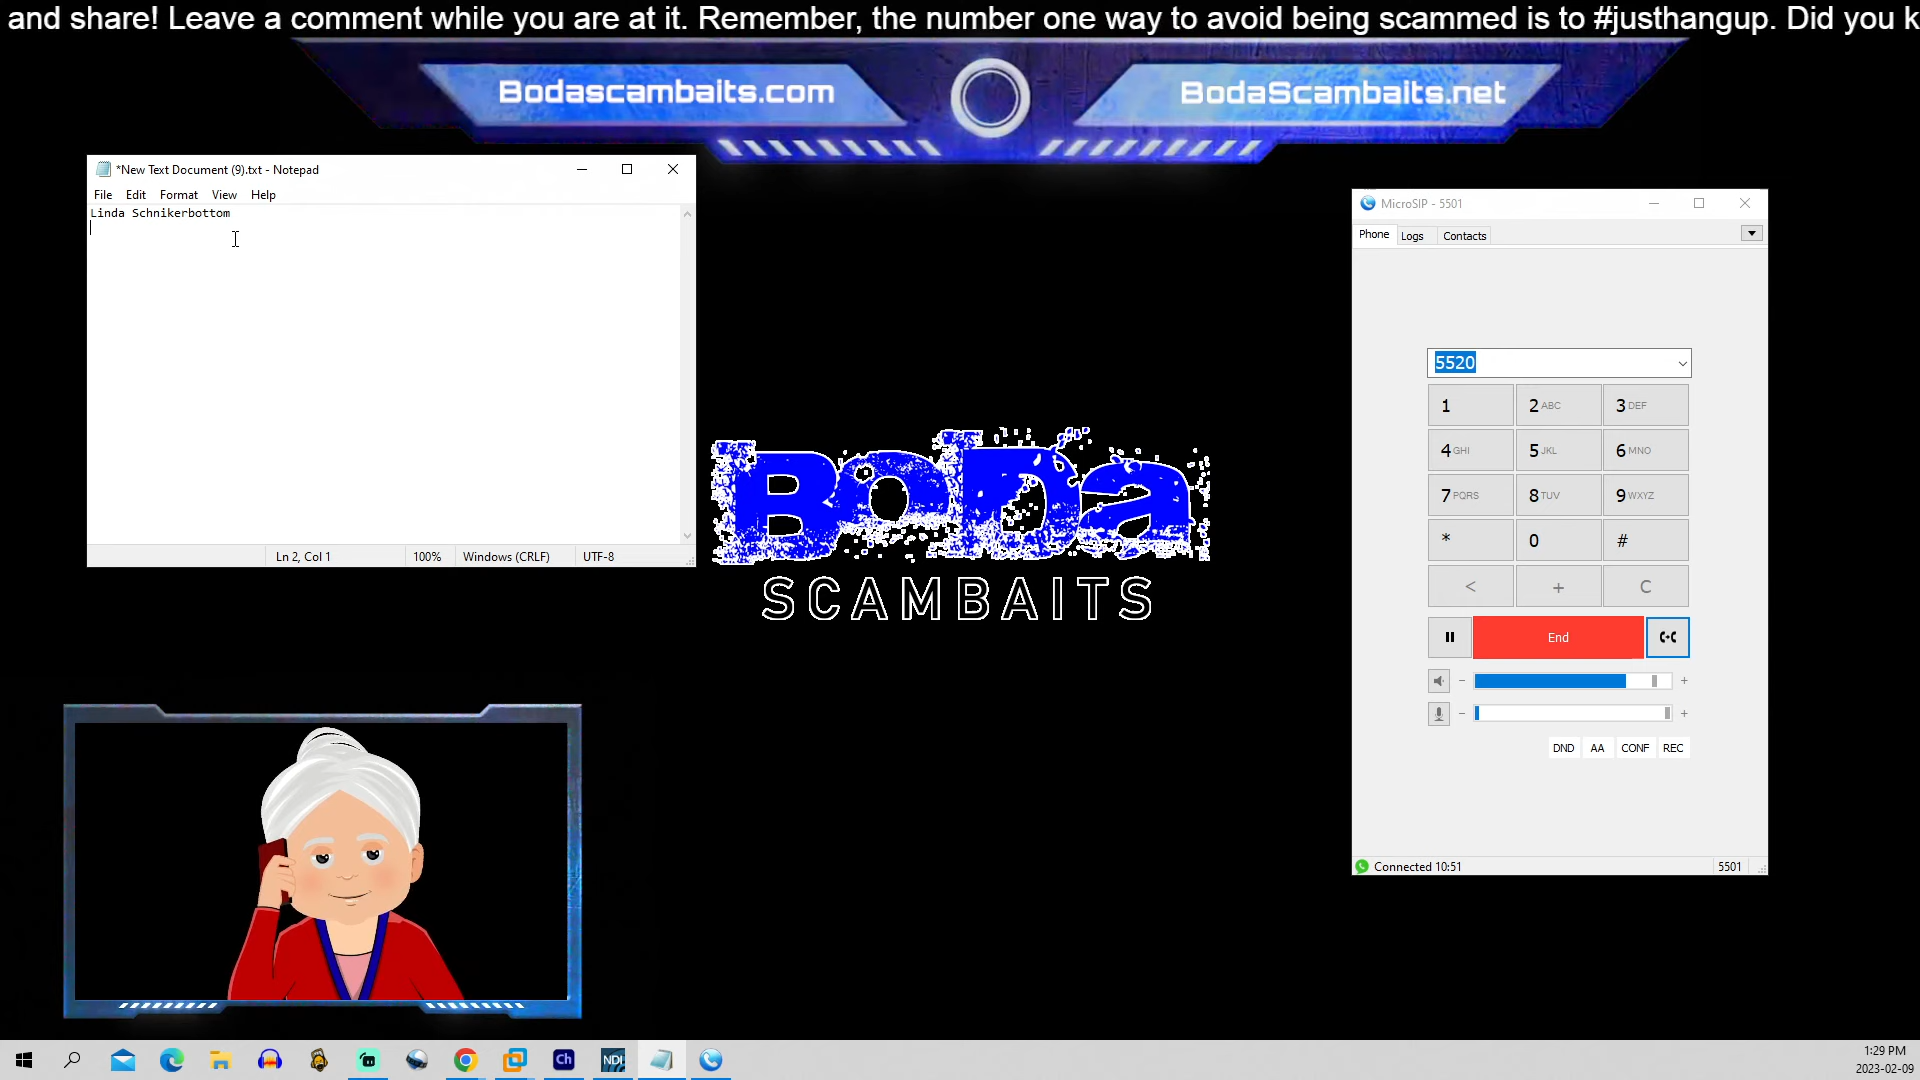 and share! Leave a comment while you are at it. Remember, the number one way to avoid being scammed is to #justhangup. Did you k
Bodascambaits.com
BodaScambaits.net
*New Text Document (9).txt - Notepad
File Edit Format View Help
Linda Schnikerbottom
Ln 2, Col 1 100% Windows (CRLF) UTF-8
BoDa
SCAMBAITS
MicroSIP - 5501
Phone Logs Contacts
5520
1 2 ABC 3 DEF
4 GHI 5 JKL 6 MNO
7 PQRS 8 TUV 9 WXYZ
* 0 #
< + C
End
- +
- +
DND AA CONF REC
Connected 10:51 5501
Ch NDI
1:29 PM
2023-02-09